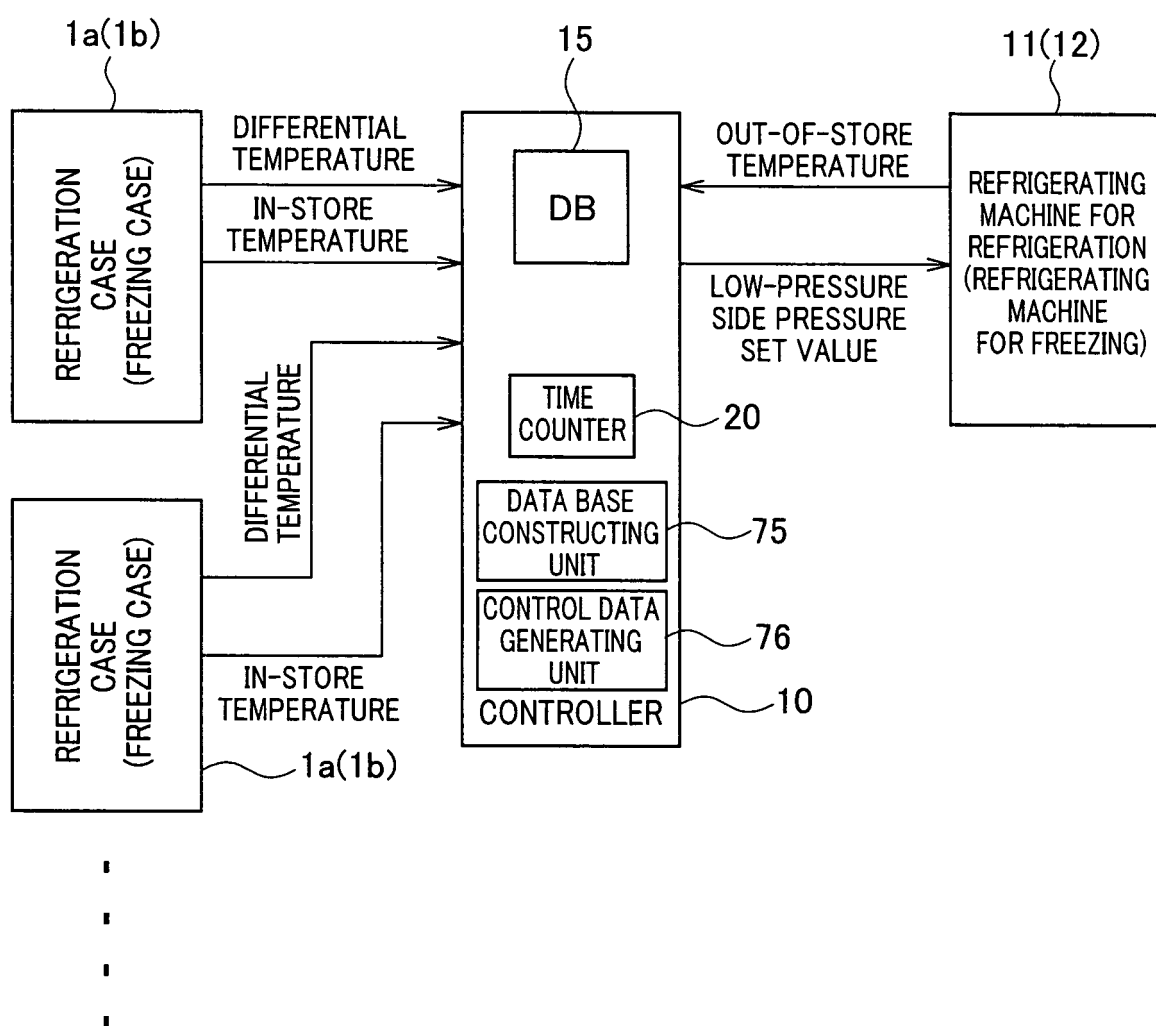 1a(1b)
15
11(12)
REFRIGERATION
CASE
(FREEZING CASE)
DIFFERENTIAL
TEMPERATURE
IN-STORE
TEMPERATURE
DB
OUT-OF-STORE
TEMPERATURE
LOW-PRESSURE
SIDE PRESSURE
SET VALUE
REFRIGERATING
MACHINE FOR
REFRIGERATION
(REFRIGERATING
MACHINE
FOR FREEZING)
DIFFERENTIAL
TEMPERATURE
TIME
COUNTER
20
REFRIGERATION
CASE
(FREEZING CASE)
DATA BASE
CONSTRUCTING
UNIT
75
CONTROL DATA
GENERATING
UNIT
76
IN-STORE
TEMPERATURE
CONTROLLER
10
1a(1b)